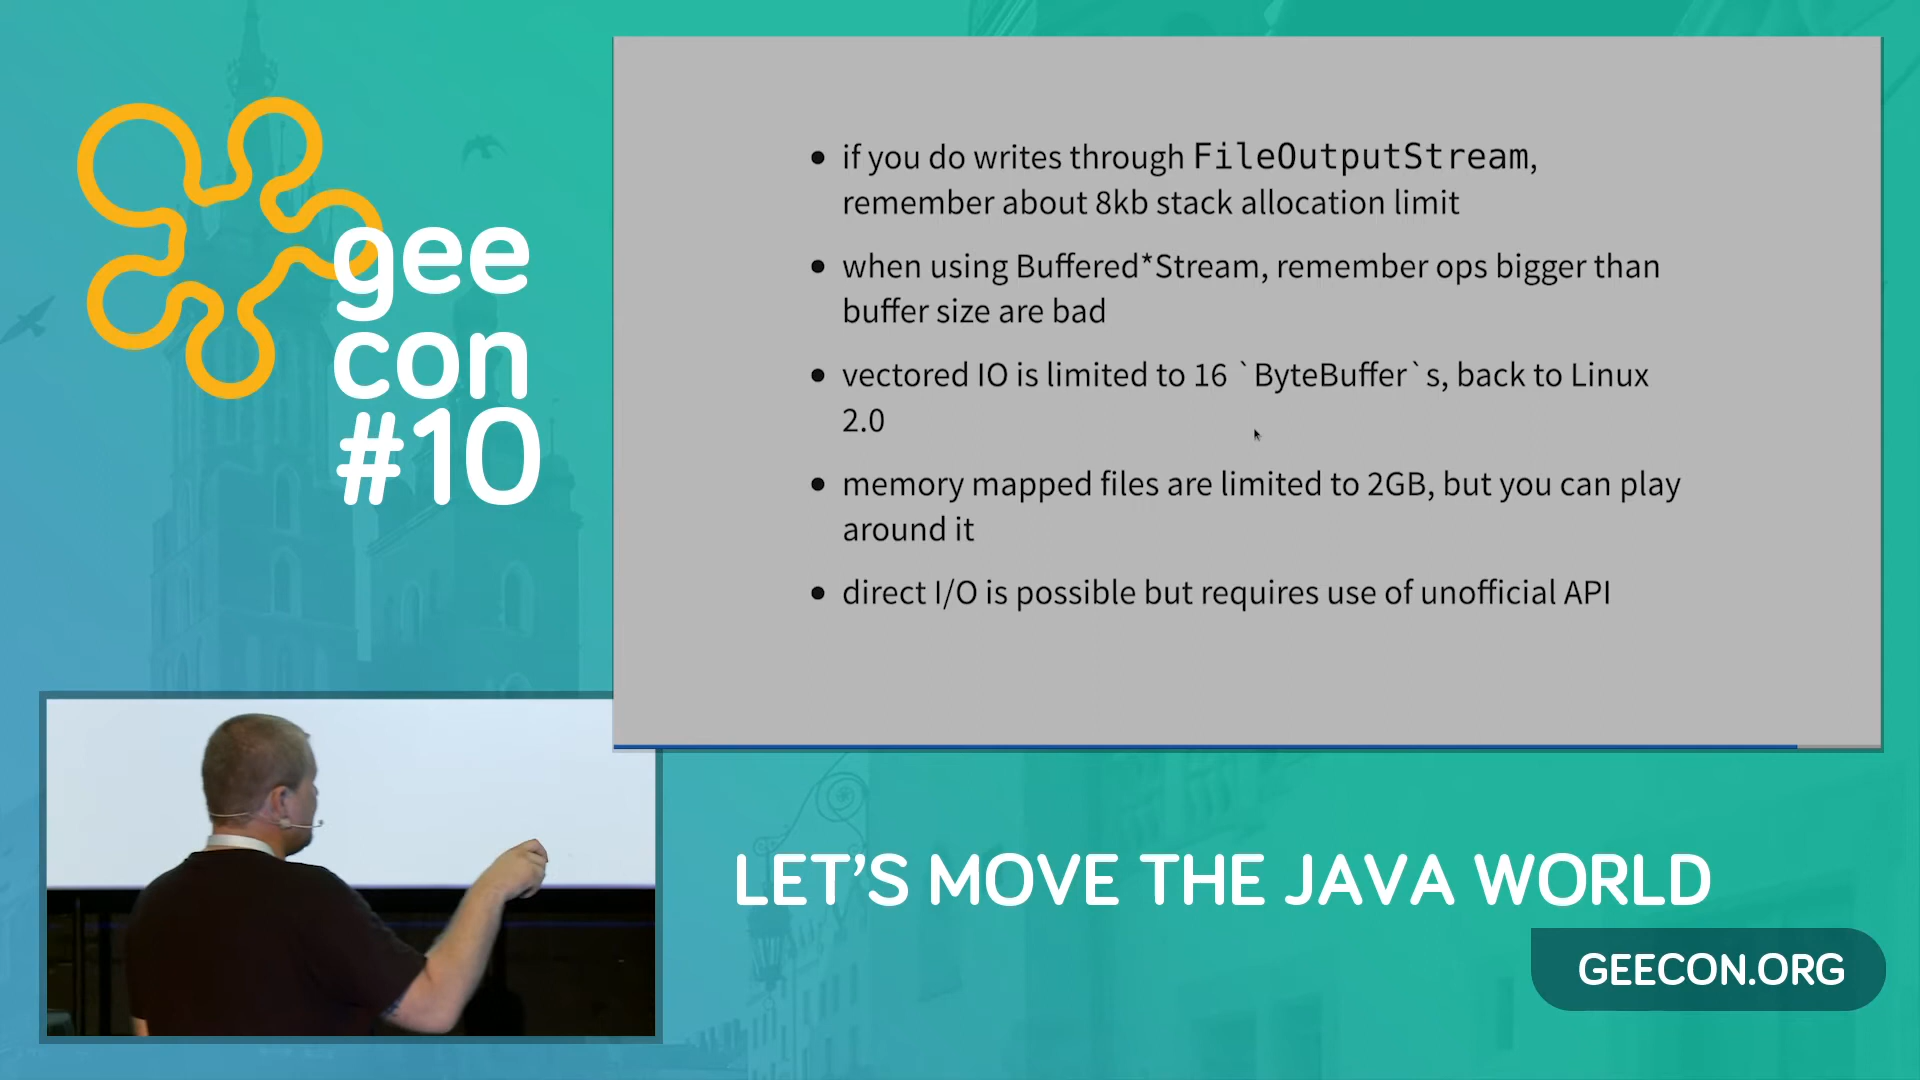 gee
con
#10
• if you do writes through FileOutputStream,
remember about 8kb stack allocation limit
• when using Buffered*Stream, remember ops bigger than
buffer size are bad
• vectored IO is limited to 16 `ByteBuffer`s, back to Linux
2.0
• memory mapped files are limited to 2GB, but you can play
around it
• direct I/O is possible but requires use of unofficial API
LET'S MOVE THE JAVA WORLD
GEECON.ORG